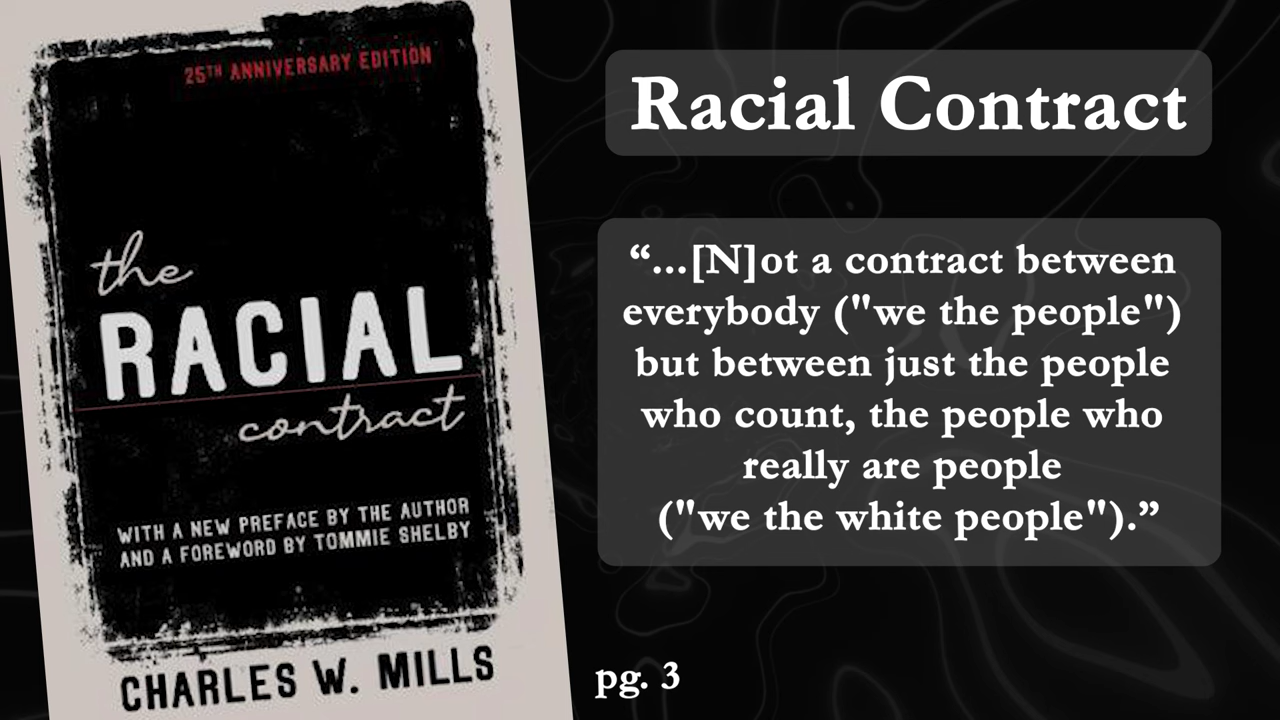 25TH ANNIVERSARY EDITION
the
RACIAL
contract
WITH A NEW PREFACE BY THE AUTHOR
AND A FOREWORD BY TOMMIE SHELBY
CHARLES W. MILLS
Racial Contract
“...[N]ot a contract between
everybody ("we the people")
but between just the people
who count, the people who
really are people
("we the white people").”
pg. 3